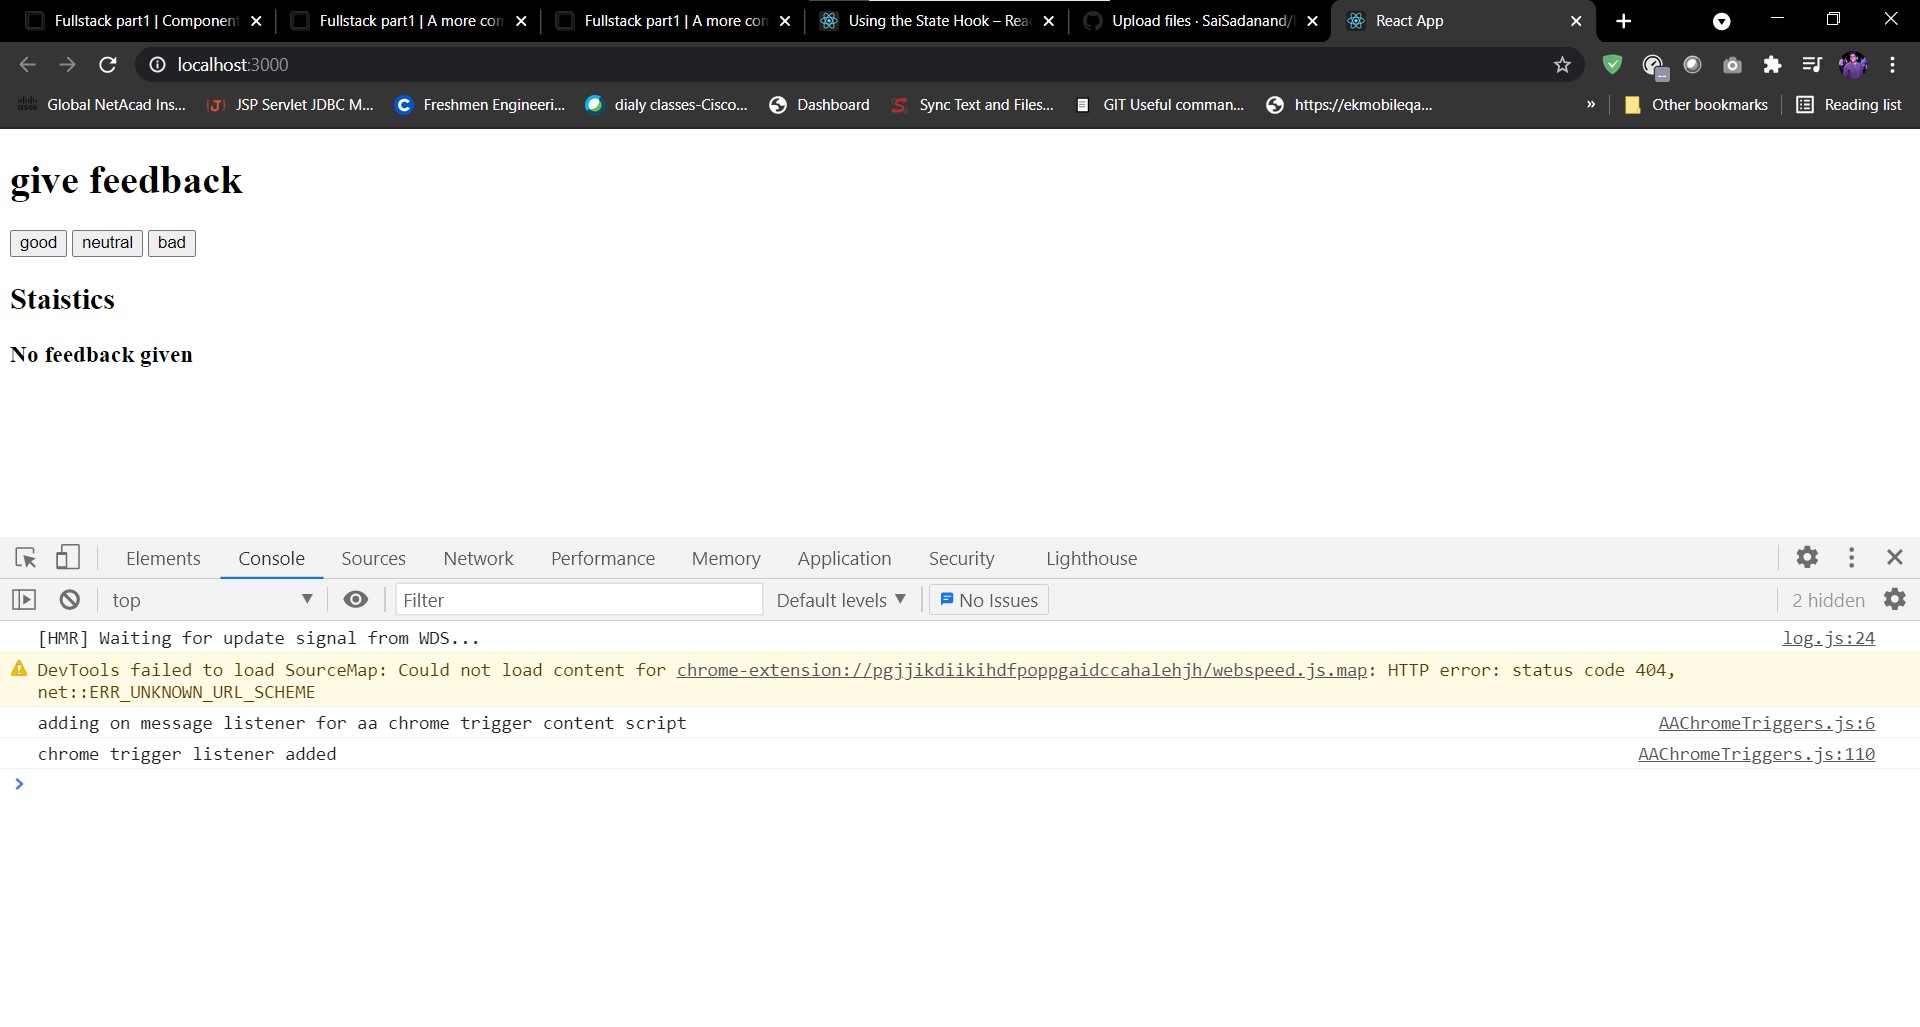 Fullstack part1 | Component
Fullstack part1 | A more con
Fullstack part1 | A more con
Using the State Hook – Rea
Upload files · SaiSadanand/
React App
localhost:3000
Global NetAcad Ins...
JSP Servlet JDBC M...
Freshmen Engineeri...
dialy classes-Cisco...
Dashboard
Sync Text and Files...
GIT Useful comman...
https://ekmobileqa...
»
Other bookmarks
Reading list
give feedback
good neutral bad
Staistics
No feedback given
Elements Console Sources Network Performance Memory Application Security Lighthouse
top Filter Default levels No Issues 2 hidden
[HMR] Waiting for update signal from WDS... log.js:24
DevTools failed to load SourceMap: Could not load content for chrome-extension://pgjjikdiikihdfpoppgaidccahalehjh/webspeed.js.map: HTTP error: status code 404,
net::ERR_UNKNOWN_URL_SCHEME
adding on message listener for aa chrome trigger content script AAChromeTriggers.js:6
chrome trigger listener added AAChromeTriggers.js:110